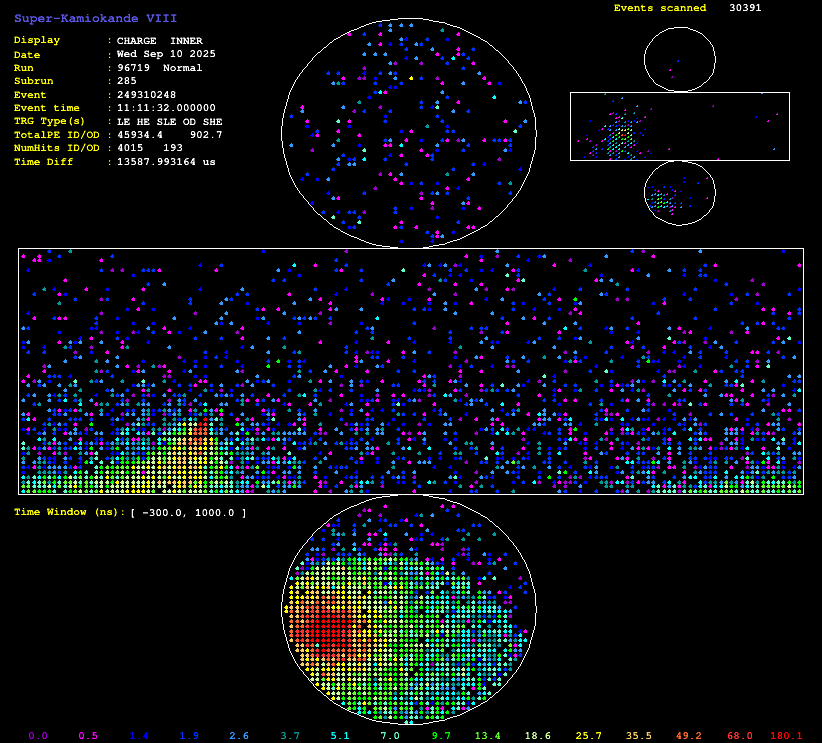 Super-Kamiokande VIII
Events scanned 30391
Display : CHARGE INNER
Date : Wed Sep 10 2025
Run : 96719 Normal
Subrun : 285
Event : 249310248
Event time : 11:11:32.000000
TRG Type(s) : LE HE SLE OD SHE
TotalPE ID/OD : 45934.4 902.7
NumHits ID/OD : 4015 193
Time Diff : 13587.993164 us
Time Window (ns): [ -300.0, 1000.0 ]
0.0 0.5 1.4 1.9 2.6 3.7 5.1 7.0 9.7 13.4 18.6 25.7 35.5 49.2 68.0 180.1